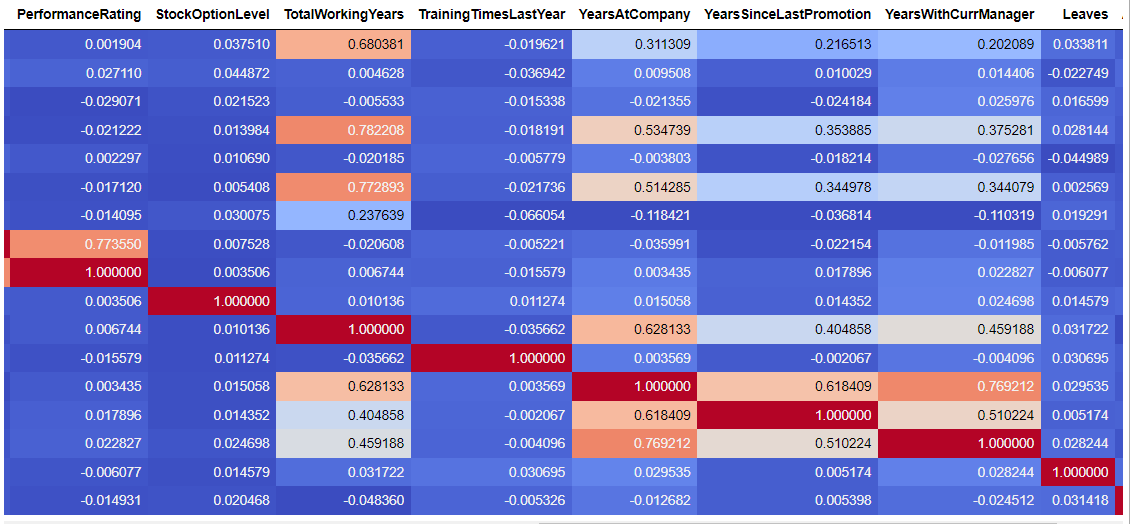 PerformanceRating StockOptionLevel TotalWorkingYears TrainingTimesLastYear YearsAtCompany YearsSinceLastPromotion YearsWithCurrManager Leaves
0.001904 0.037510 0.680381 -0.019621 0.311309 0.216513 0.202089 0.033811
0.027110 0.044872 0.004628 -0.036942 0.009508 0.010029 0.014406 -0.022749
-0.029071 0.021523 -0.005533 -0.015338 -0.021355 -0.024184 0.025976 0.016599
-0.021222 0.013984 0.782208 -0.018191 0.534739 0.353885 0.375281 0.028144
0.002297 0.010690 -0.020185 -0.005779 -0.003803 -0.018214 -0.027656 -0.044989
-0.017120 0.005408 0.772893 -0.021736 0.514285 0.344978 0.344079 0.002569
-0.014095 0.030075 0.237639 -0.066054 -0.118421 -0.036814 -0.110319 0.019291
0.773550 0.007528 -0.020608 -0.005221 -0.035991 -0.022154 -0.011985 -0.005762
1.000000 0.003506 0.006744 -0.015579 0.003435 0.017896 0.022827 -0.006077
0.003506 1.000000 0.010136 0.011274 0.015058 0.014352 0.024698 0.014579
0.006744 0.010136 1.000000 -0.035662 0.628133 0.404858 0.459188 0.031722
-0.015579 0.011274 -0.035662 1.000000 0.003569 -0.002067 -0.004096 0.030695
0.003435 0.015058 0.628133 0.003569 1.000000 0.618409 0.769212 0.029535
0.017896 0.014352 0.404858 -0.002067 0.618409 1.000000 0.510224 0.005174
0.022827 0.024698 0.459188 -0.004096 0.769212 0.510224 1.000000 0.028244
-0.006077 0.014579 0.031722 0.030695 0.029535 0.005174 0.028244 1.000000
-0.014931 0.020468 -0.048360 -0.005326 -0.012682 0.005398 -0.024512 0.031418